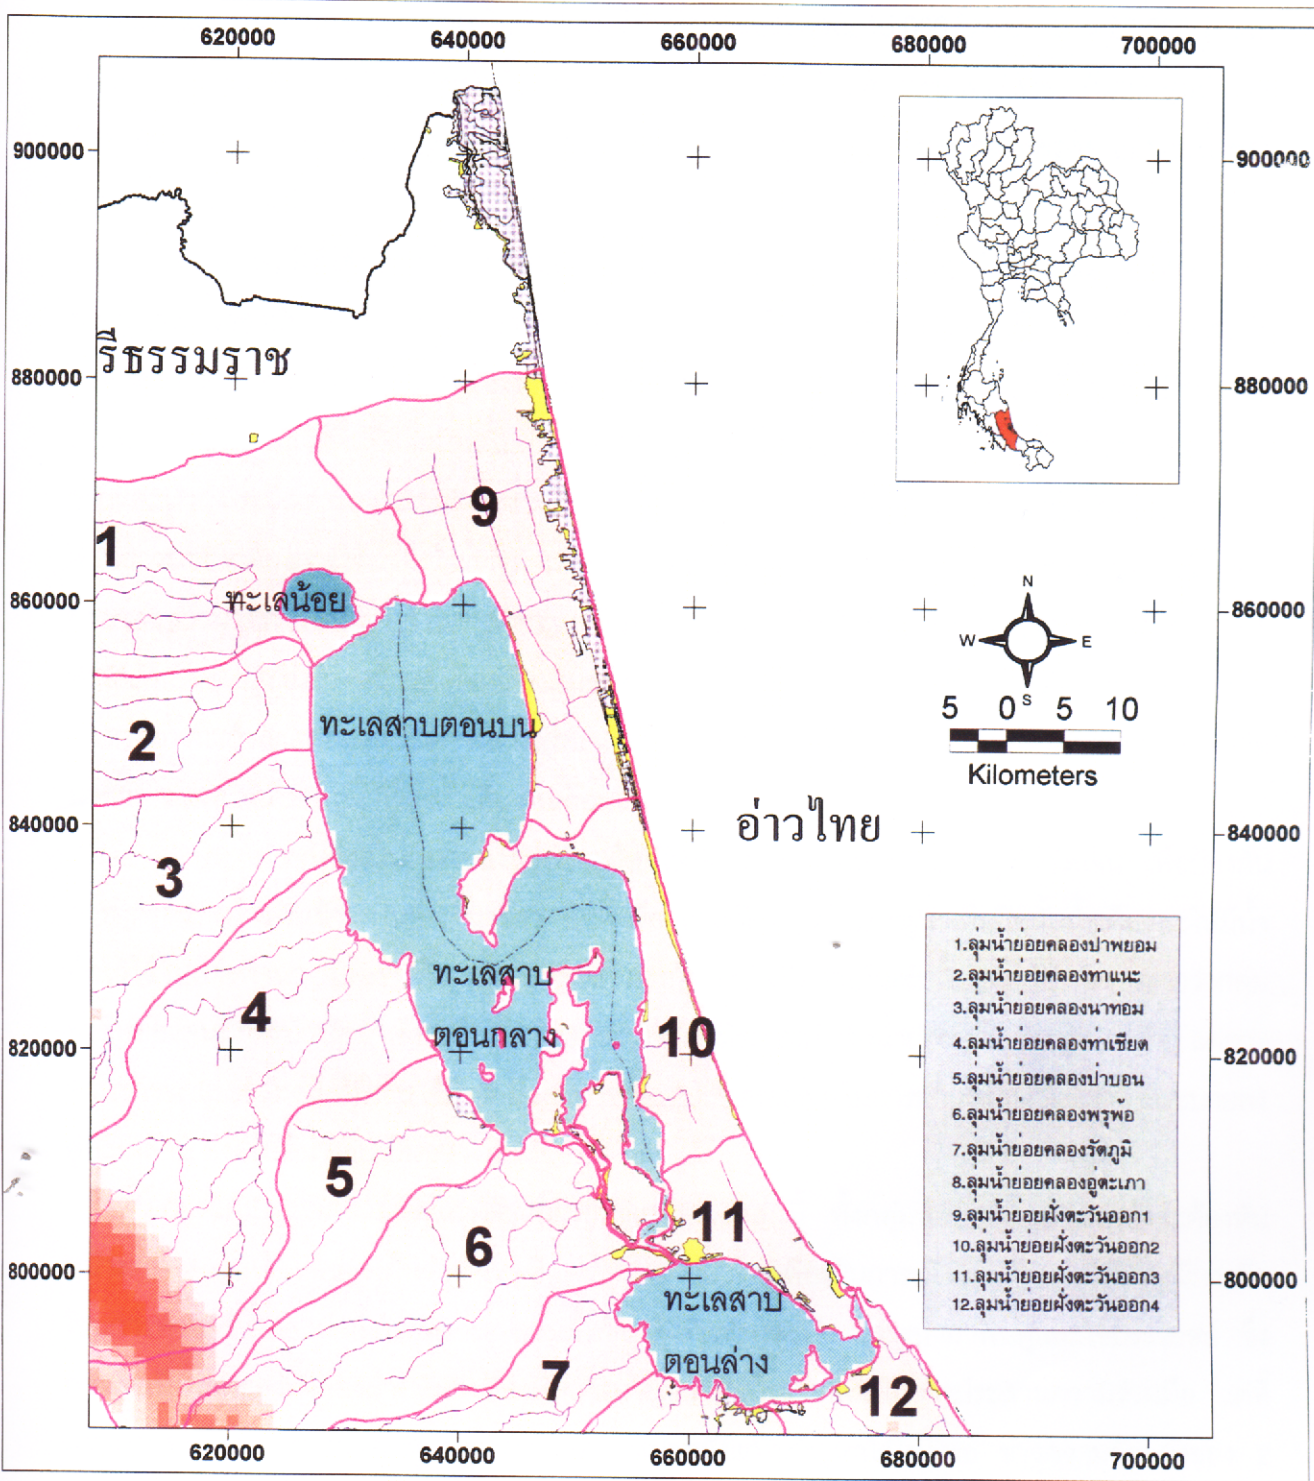 620000 640000 660000 680000 700000
900000 900000
รีธรรมราช
880000 880000
9
1
ทะเลน้อย
860000 860000
N
W E
S
5 0 5 10
Kilometers
ทะเลสาบตอนบน
2
อ่าวไทย
840000 840000
3
1.ลุ่มน้ำย่อยคลองป่าพยอม
2.ลุ่มน้ำย่อยคลองท่าแนะ
3.ลุ่มน้ำย่อยคลองนาท่อม
4.ลุ่มน้ำย่อยคลองท่าเชียด
5.ลุ่มน้ำย่อยคลองป่าบอน
6.ลุ่มน้ำย่อยคลองพรุพ้อ
7.ลุ่มน้ำย่อยคลองรัตภูมิ
8.ลุ่มน้ำย่อยคลองอู่ตะเภา
9.ลุ่มน้ำย่อยฝั่งตะวันออก1
10.ลุ่มน้ำย่อยฝั่งตะวันออก2
11.ลุ่มน้ำย่อยฝั่งตะวันออก3
12.ลุ่มน้ำย่อยฝั่งตะวันออก4
ทะเลสาบ
ตอนกลาง
4
10
820000 820000
5
11
6
800000 800000
ทะเลสาบ
ตอนล่าง
7
12
620000 640000 660000 680000 700000